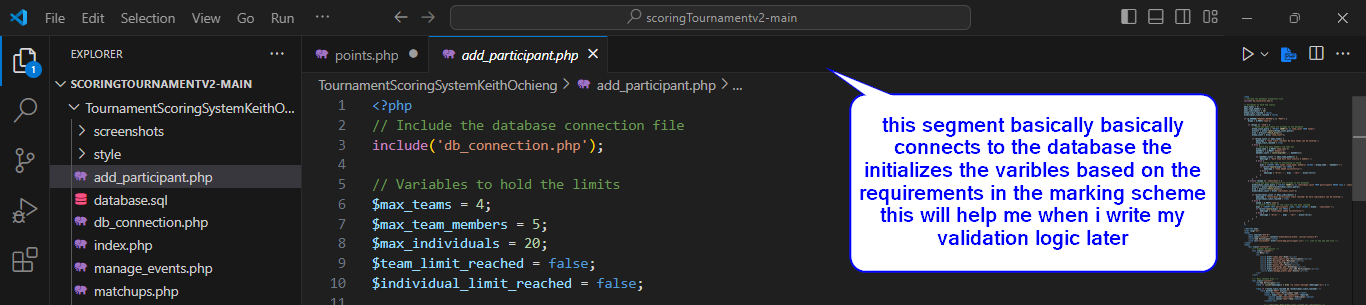 File Edit Selection View Go Run ···
scoringTournamentv2-main
EXPLORER ···
SCORINGTOURNAMENTV2-MAIN
TournamentScoringSystemKeithO...
screenshots
style
add_participant.php
database.sql
db_connection.php
index.php
manage_events.php
matchups.php
1
points.php
add_participant.php
TournamentScoringSystemKeithOchieng > add_participant.php > ...
1 <?php
2 // Include the database connection file
3 include('db_connection.php');
4
5 // Variables to hold the limits
6 $max_teams = 4;
7 $max_team_members = 5;
8 $max_individuals = 20;
9 $team_limit_reached = false;
10 $individual_limit_reached = false;
11
this segment basically basically
connects to the database the
initializes the varibles based on the
requirements in the marking scheme
this will help me when i write my
validation logic later